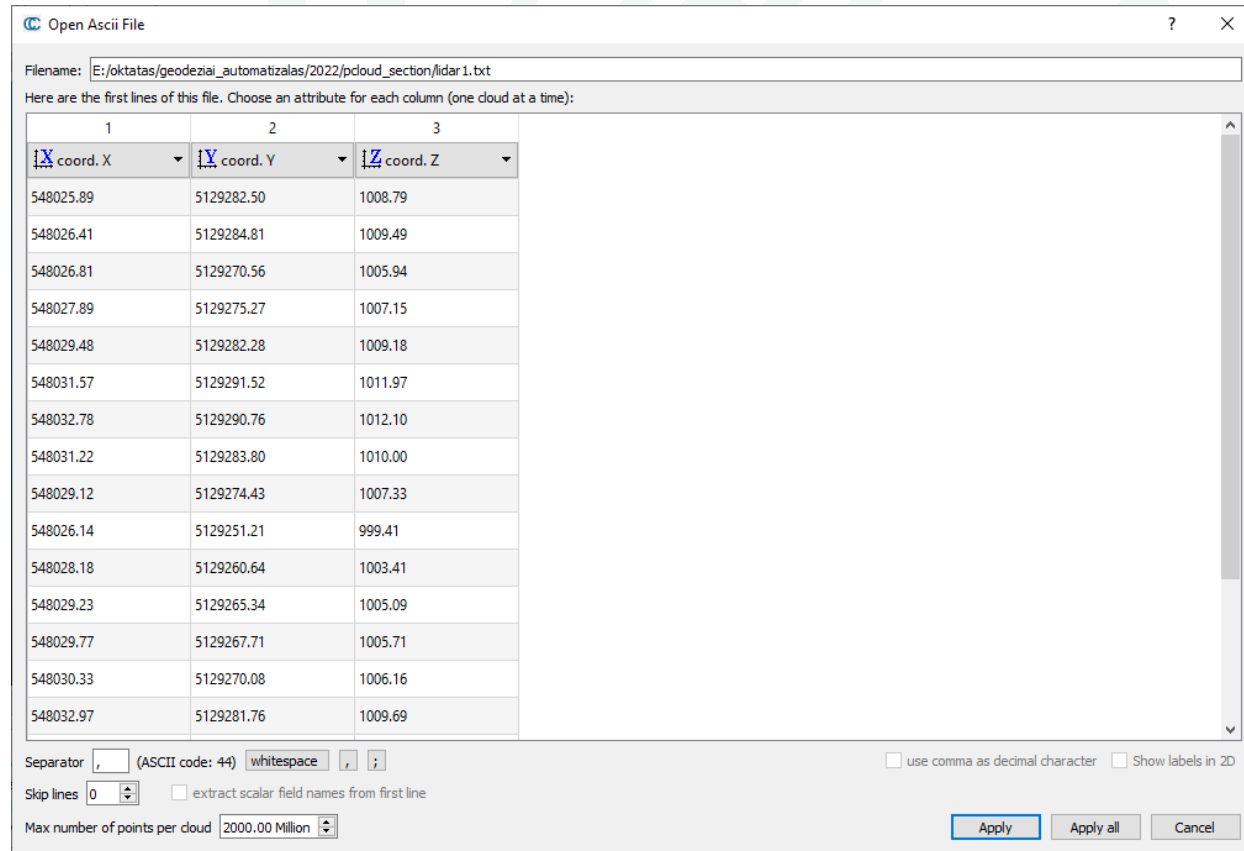 Open Ascii File ? ×
Filename: E:/oktatas/geodeziai_automatizalas/2022/pcloud_section/lidar1.txt
Here are the first lines of this file. Choose an attribute for each column (one cloud at a time):
1 2 3
X coord. X Y coord. Y Z coord. Z
548025.89 5129282.50 1008.79
548026.41 5129284.81 1009.49
548026.81 5129270.56 1005.94
548027.89 5129275.27 1007.15
548029.48 5129282.28 1009.18
548031.57 5129291.52 1011.97
548032.78 5129290.76 1012.10
548031.22 5129283.80 1010.00
548029.12 5129274.43 1007.33
548026.14 5129251.21 999.41
548028.18 5129260.64 1003.41
548029.23 5129265.34 1005.09
548029.77 5129267.71 1005.71
548030.33 5129270.08 1006.16
548032.97 5129281.76 1009.69
Separator , (ASCII code: 44) whitespace , ; use comma as decimal character Show labels in 2D
Skip lines 0 extract scalar field names from first line
Max number of points per cloud 2000.00 Million Apply Apply all Cancel